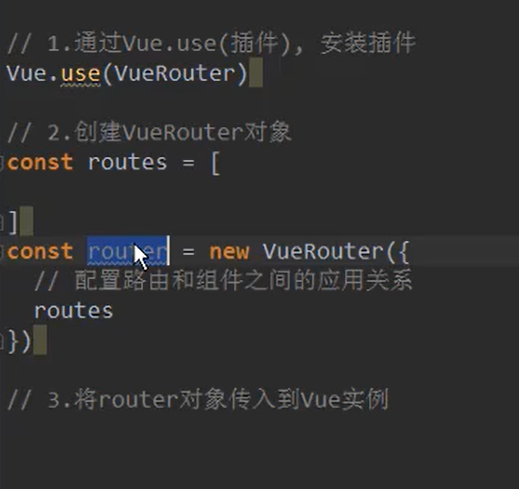 // 1.通过Vue.use(插件), 安装插件
Vue.use(VueRouter)
// 2.创建VueRouter对象
const routes = [
]
const router = new VueRouter({
// 配置路由和组件之间的应用关系
routes
})
// 3.将router对象传入到Vue实例